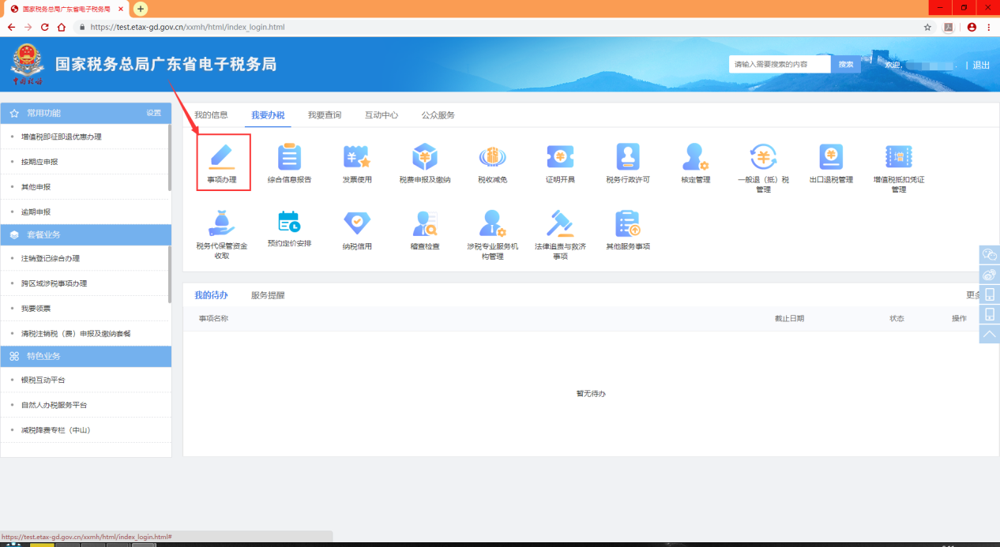 国家税务总局广东省电子税务局
https://test.etax-gd.gov.cn/xxmh/html/index_login.html
中国税务
国家税务总局广东省电子税务局
请输入需要搜索的内容
搜索
欢迎,
| 退出
常用功能
设置
增值税即征即退优惠办理
按期应申报
其他申报
逾期申报
套餐业务
注销登记综合办理
跨区域涉税事项办理
我要领票
清税注销税（费）申报及缴纳套餐
特色业务
银税互动平台
自然人办税服务平台
减税降费专栏（中山）
我的信息
我要办税
我要查询
互动中心
公众服务
事项办理
综合信息报告
发票使用
税费申报及缴纳
税收减免
证明开具
税务行政许可
核定管理
一般退（抵）税
管理
出口退税管理
增值税抵扣凭证
管理
税务代保管资金
收取
预约定价安排
纳税信用
稽查检查
涉税专业服务机
构管理
法律追责与救济
事项
其他服务事项
我的待办
服务提醒
更多
事项名称
截止日期
状态
操作
暂无待办
https://test.etax-gd.gov.cn/xxmh/html/index_login.html#